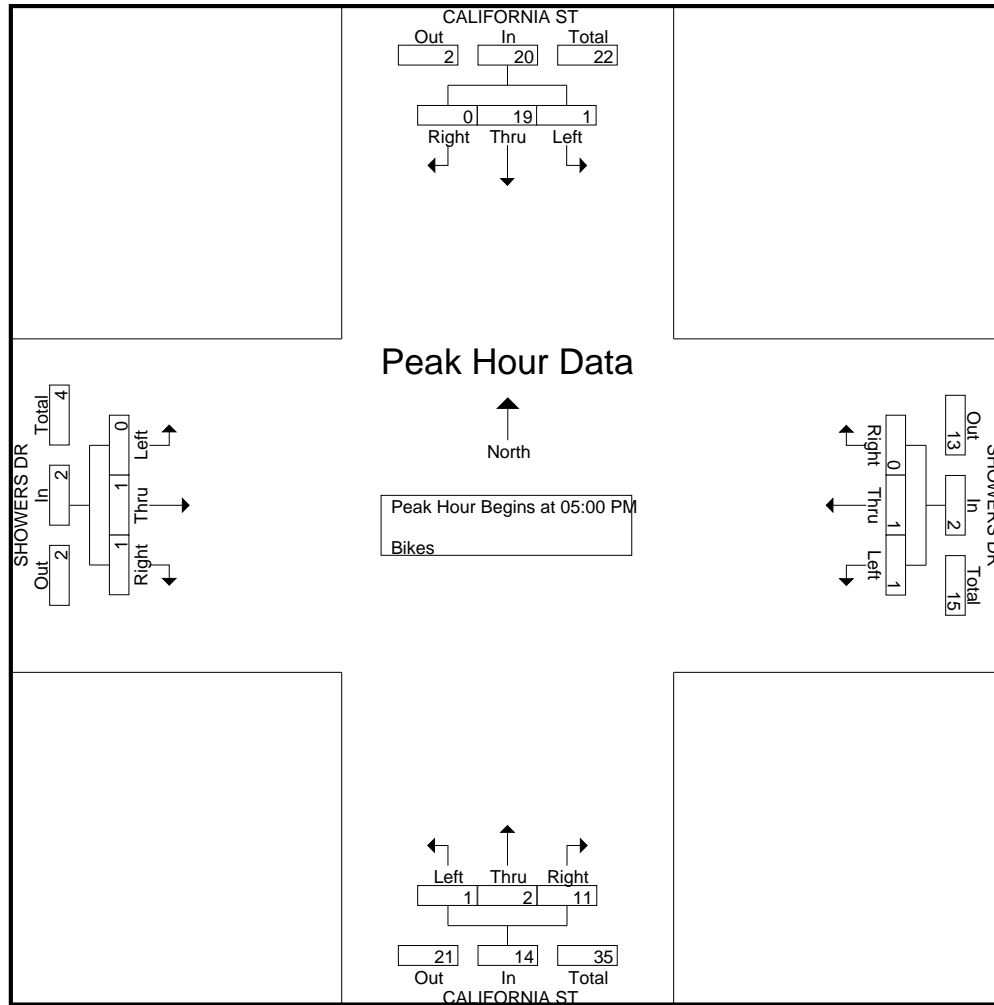 CALIFORNIA ST
Out In Total
2 20 22
0 19 1
Right Thru Left
Peak Hour Data
North
Peak Hour Begins at 05:00 PM
Bikes
SHOWERS DR
Out In Total
2 2 4
Right Thru Left
1 1 0
SHOWERS DR
Out In Total
13 2 15
Right Thru Left
0 1 1
Left Thru Right
1 2 11
21 14 35
Out In Total
CALIFORNIA ST